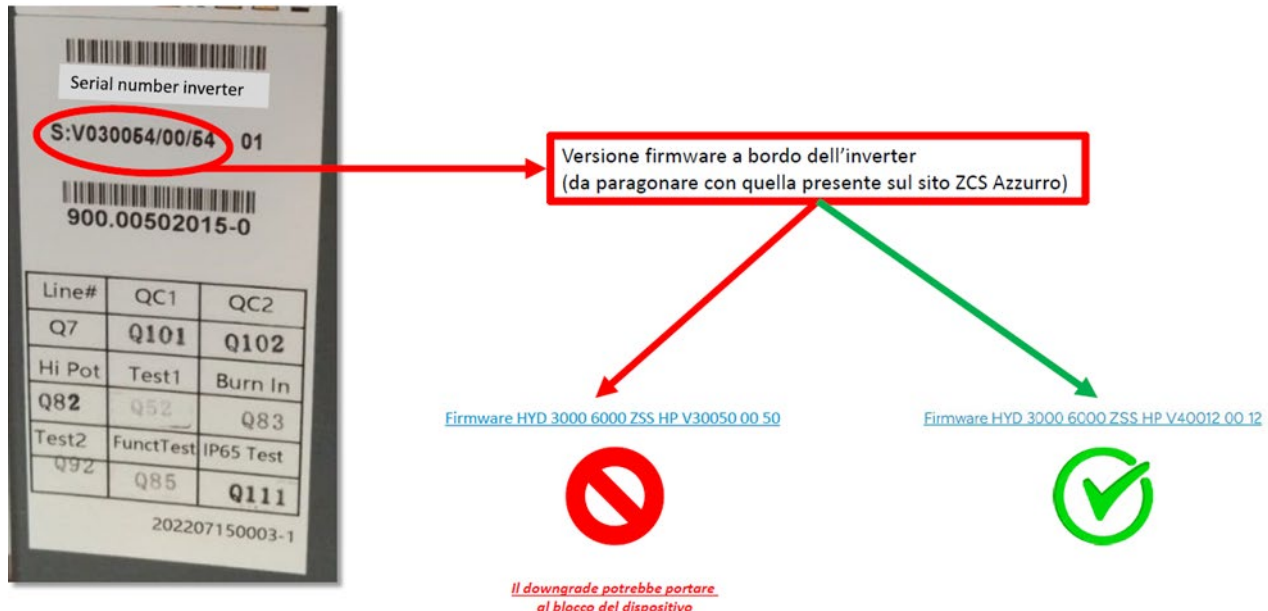 Serial number inverter
S:V030054/00/54 01
900.00502015-0
Line# QC1 QC2
Q7 Q101 Q102
Hi Pot Test1 Burn In
Q82 Q52 Q83
Test2 FunctTest IP65 Test
Q92 Q85 Q111
202207150003-1
Versione firmware a bordo dell'inverter
(da paragonare con quella presente sul sito ZCS Azzurro)
Firmware HYD 3000 6000 ZSS HP V30050 00 50
Firmware HYD 3000 6000 ZSS HP V40012 00 12
Il downgrade potrebbe portare
al blocco del dispositivo